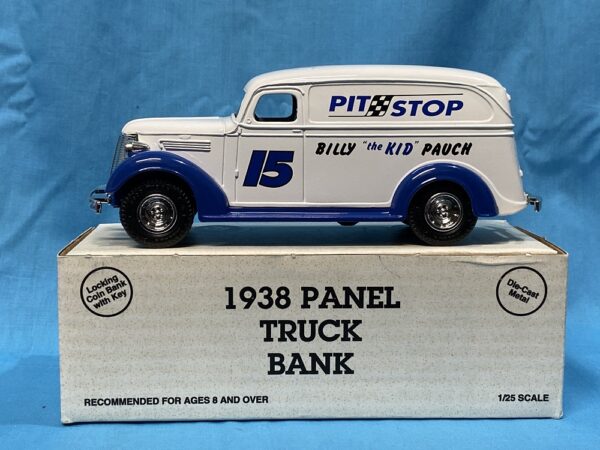 PIT STOP
BILLY "the KID" PAUCH
15
Locking
Coin Bank
with Key
1938 PANEL
TRUCK
BANK
Die-Cast
Metal
RECOMMENDED FOR AGES 8 AND OVER
1/25 SCALE